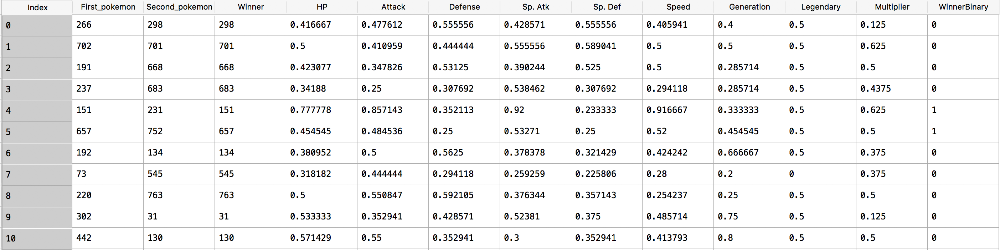 Index First_pokemon Second_pokemon Winner HP Attack Defense Sp. Atk Sp. Def Speed Generation Legendary Multiplier WinnerBinary
0 266 298 298 0.416667 0.477612 0.555556 0.428571 0.555556 0.405941 0.4 0.5 0.125 0
1 702 701 701 0.5 0.410959 0.444444 0.555556 0.589041 0.5 0.5 0.5 0.625 0
2 191 668 668 0.423077 0.347826 0.53125 0.390244 0.525 0.5 0.285714 0.5 0.5 0
3 237 683 683 0.34188 0.25 0.307692 0.538462 0.307692 0.294118 0.285714 0.5 0.4375 0
4 151 231 151 0.777778 0.857143 0.352113 0.92 0.233333 0.916667 0.333333 0.5 0.625 1
5 657 752 657 0.454545 0.484536 0.25 0.53271 0.25 0.52 0.454545 0.5 0.5 1
6 192 134 134 0.380952 0.5 0.5625 0.378378 0.321429 0.424242 0.666667 0.5 0.375 0
7 73 545 545 0.318182 0.444444 0.294118 0.259259 0.225806 0.28 0.2 0 0.375 0
8 220 763 763 0.5 0.550847 0.592105 0.376344 0.357143 0.254237 0.25 0.5 0.5 0
9 302 31 31 0.533333 0.352941 0.428571 0.52381 0.375 0.485714 0.75 0.5 0.125 0
10 442 130 130 0.571429 0.55 0.352941 0.3 0.352941 0.413793 0.8 0.5 0.5 0